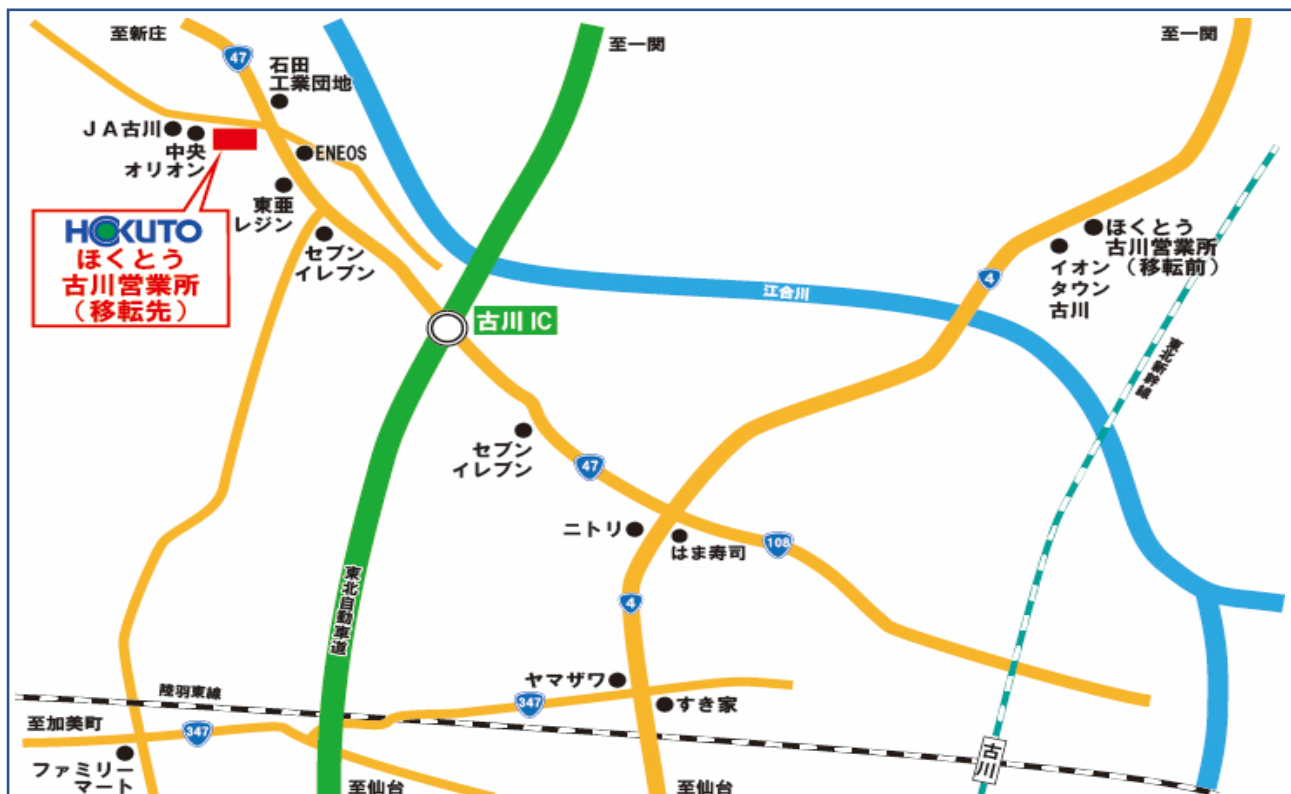 至新庄
47
石田
工業団地
至一関
至一関
JA古川
中央
オリオン
ENEOS
東亜
レジン
セブン
イレブン
HOKUTO
ほくとう
古川営業所
（移転先）
ほくとう
古川営業所
（移転前）
イオン
タウン
古川
4
江合川
古川 IC
東北新幹線
セブン
イレブン
47
ニトリ
はま寿司
108
東北自動車道
4
ヤマザワ
すき家
陸羽東線
347
至加美町
347
ファミリー
マート
至仙台
至仙台
古川